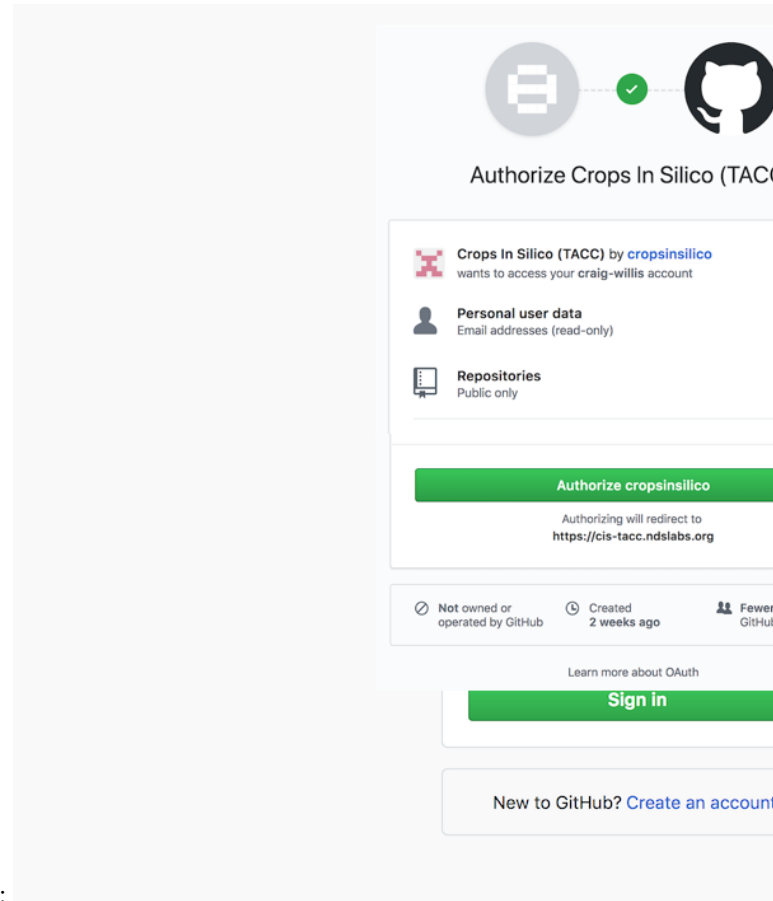 Authorize Crops In Silico (TACC
Crops In Silico (TACC) by cropsinsilico
wants to access your craig-willis account
Personal user data
Email addresses (read-only)
Repositories
Public only
Authorize cropsinsilico
Authorizing will redirect to
https://cis-tacc.ndslabs.org
Not owned or
operated by GitHub
Created
2 weeks ago
Fewer
GitHub
Learn more about OAuth
Sign in
New to GitHub? Create an account
: